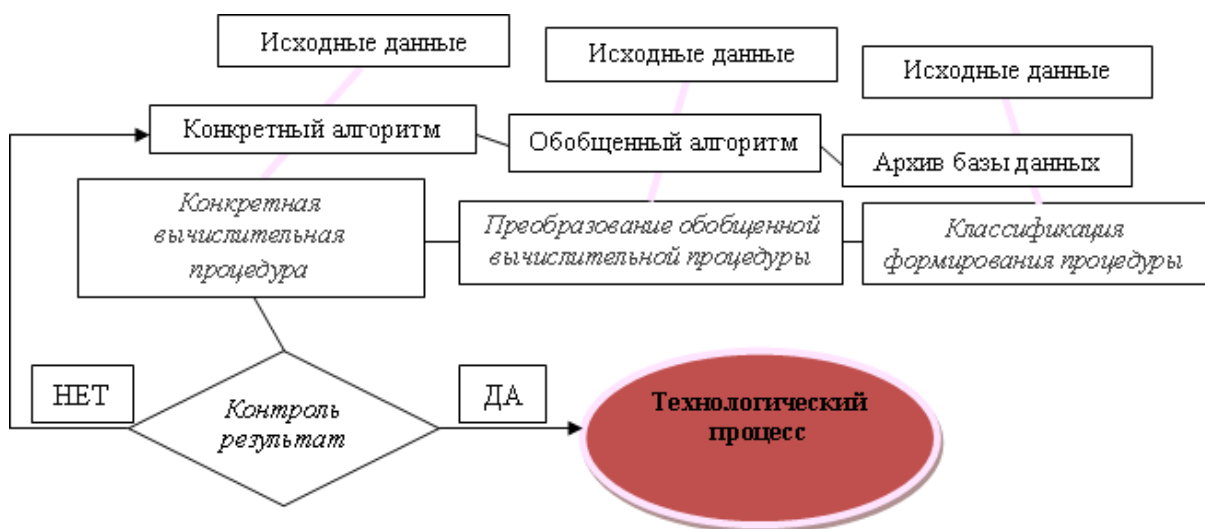 Исходные данные
Исходные данные
Исходные данные
Конкретный алгоритм
Обобщенный алгоритм
Архив базы данных
Конкретная
вычислительная
процедура
Преобразование обобщенной
вычислительной процедуры
Классификация
формирования процедуры
НЕТ
Контроль
результат
ДА
Технологический
процесс